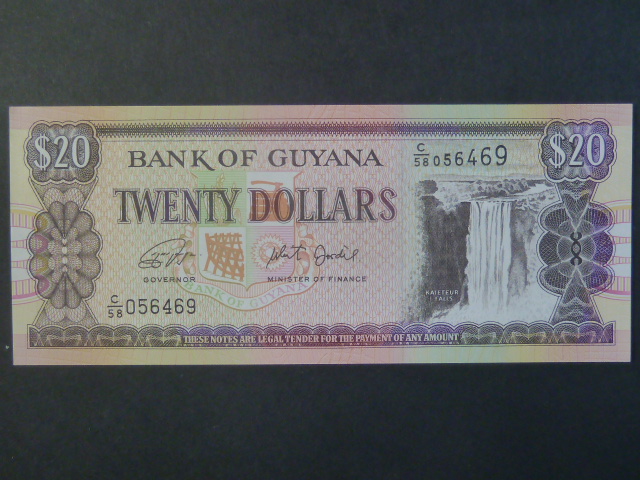 $20
BANK OF GUYANA
C/58 056469
$20
TWENTY DOLLARS
GOVERNOR
MINISTER OF FINANCE
BANK OF GUYANA
KAIETEUR
FALLS
C/58 056469
THESE NOTES ARE LEGAL TENDER FOR THE PAYMENT OF ANY AMOUNT